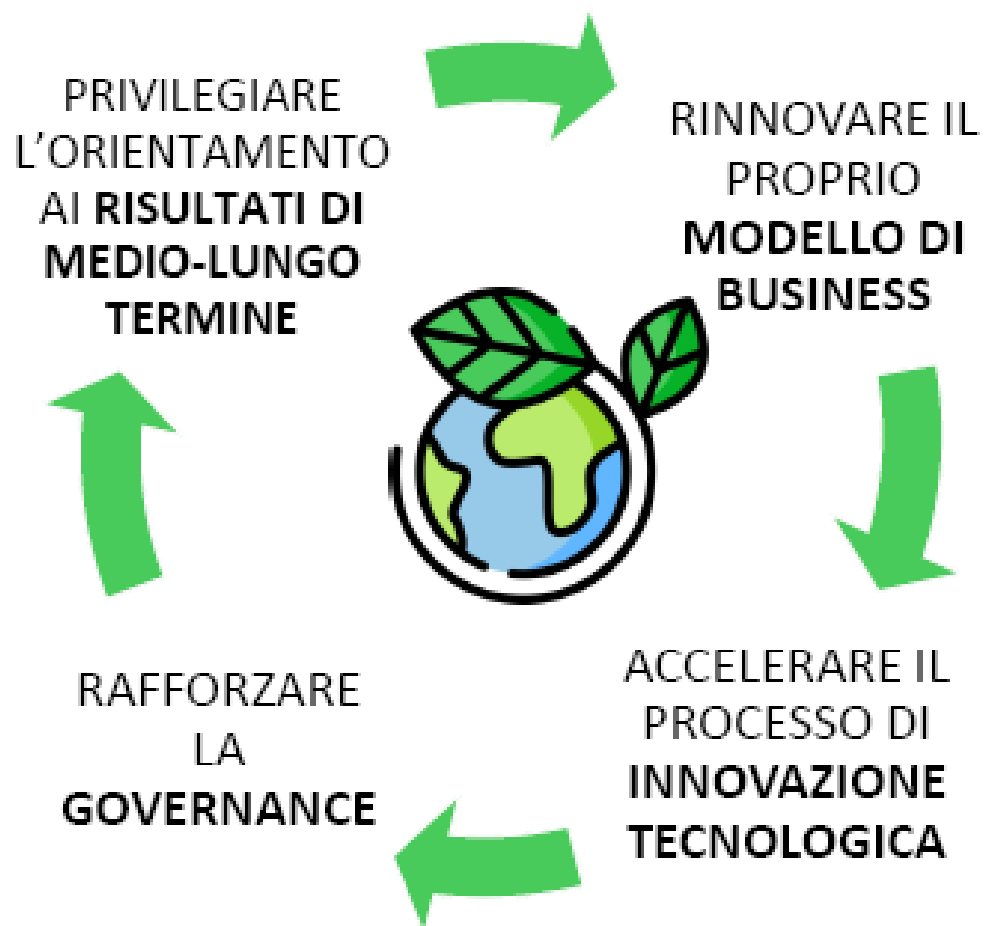 PRIVILEGIARE
L'ORIENTAMENTO
AI RISULTATI DI
MEDIO-LUNGO
TERMINE
RINNOVARE IL
PROPRIO
MODELLO DI
BUSINESS
ACCELERARE IL
PROCESSO DI
INNOVAZIONE
TECNOLOGICA
RAFFORZARE
LA
GOVERNANCE